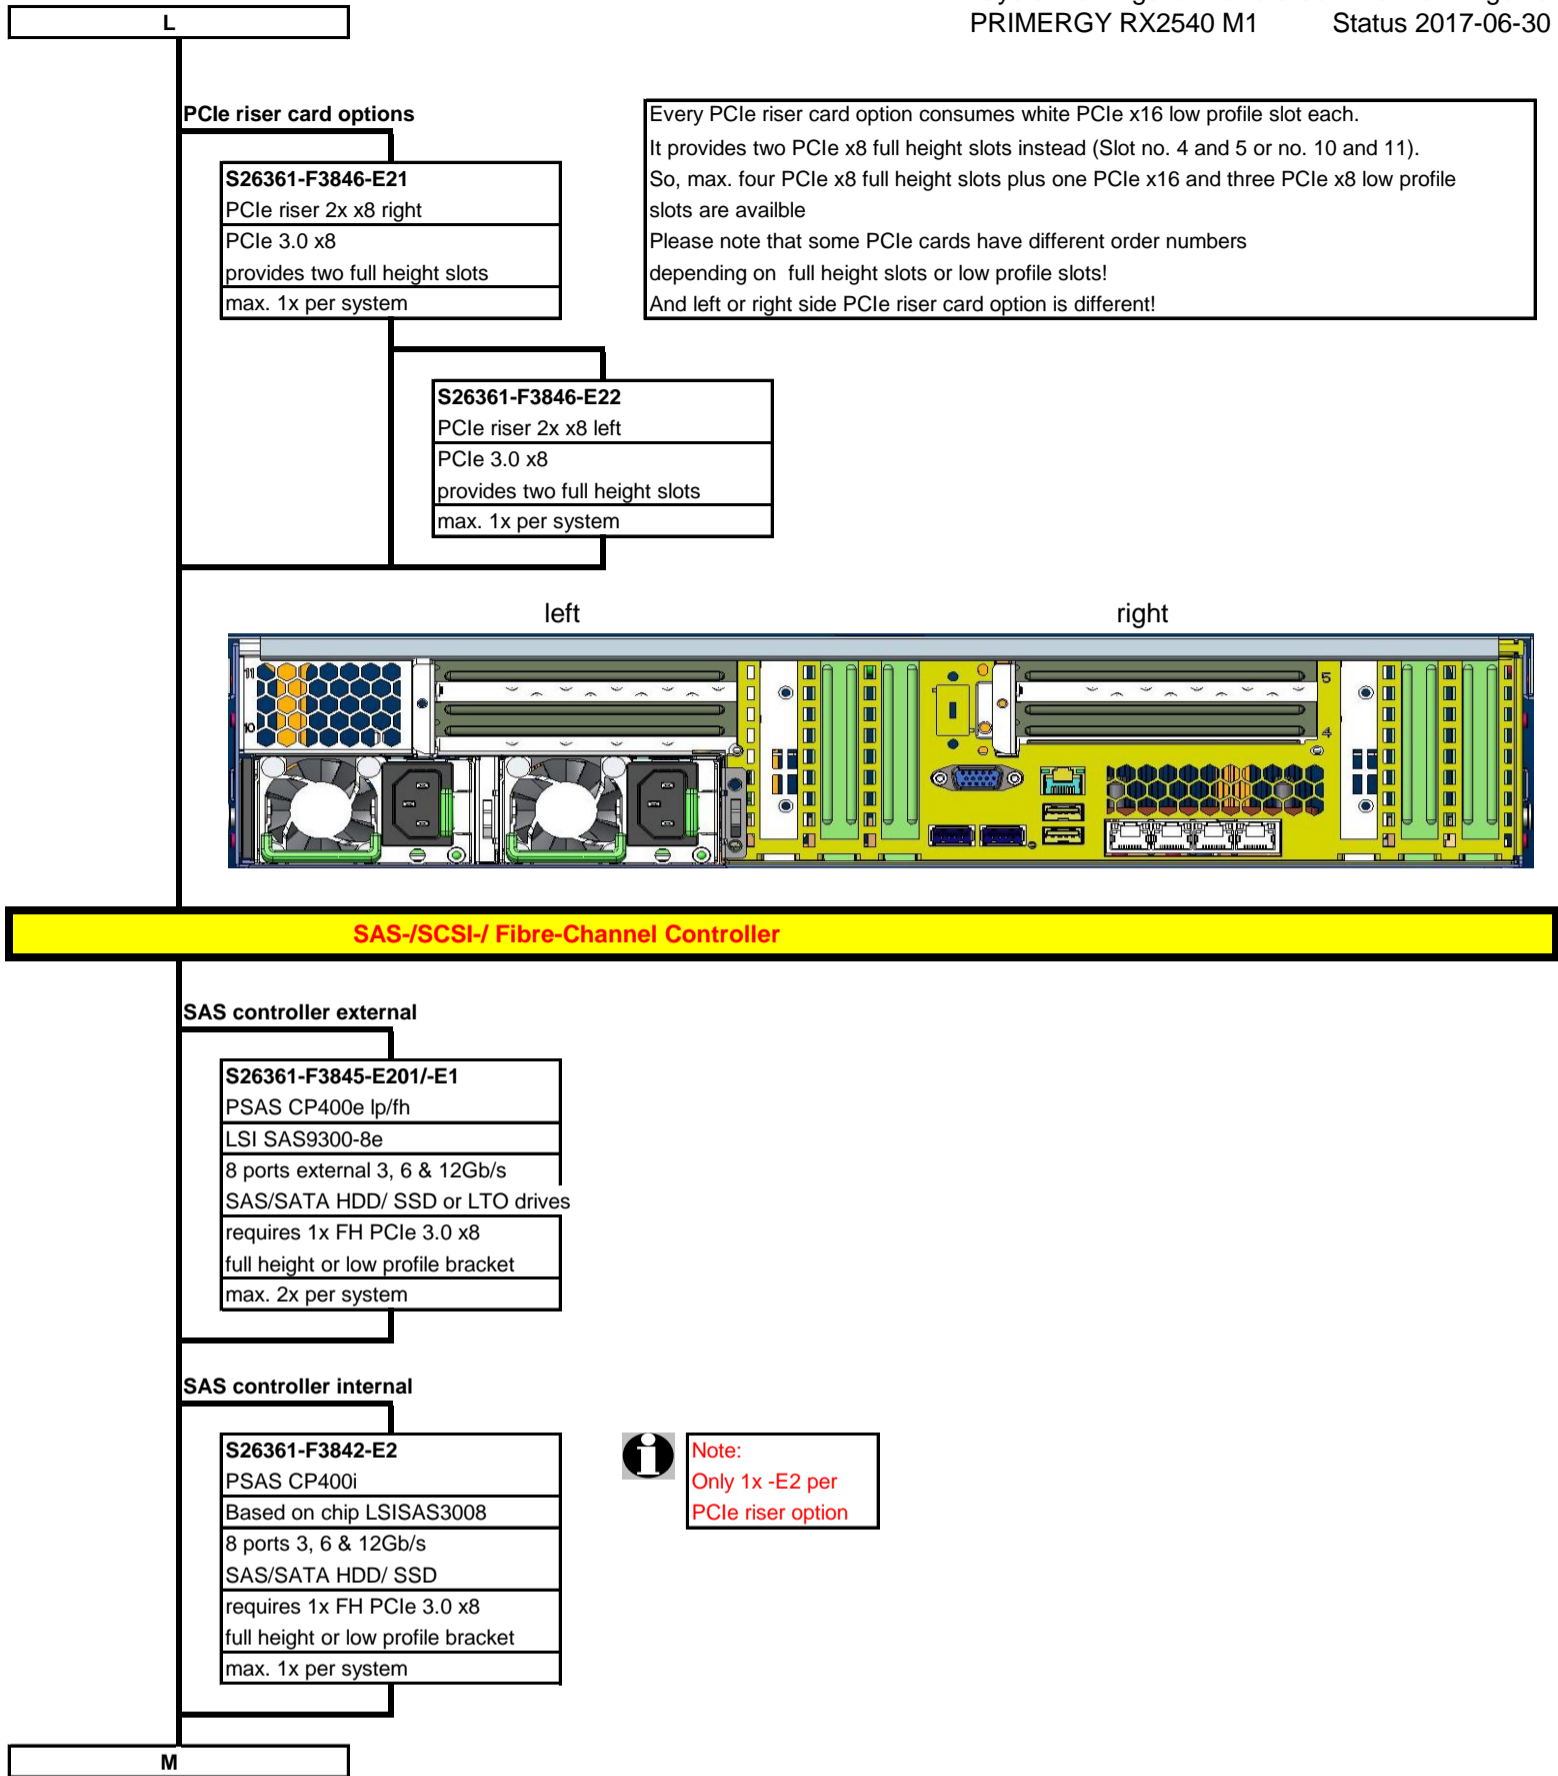 L
PRIMERGY RX2540 M1 Status 2017-06-30
PCIe riser card options
S26361-F3846-E21
PCIe riser 2x x8 right
PCIe 3.0 x8
provides two full height slots
max. 1x per system
Every PCIe riser card option consumes white PCIe x16 low profile slot each.
It provides two PCIe x8 full height slots instead (Slot no. 4 and 5 or no. 10 and 11).
So, max. four PCIe x8 full height slots plus one PCIe x16 and three PCIe x8 low profile
slots are availble
Please note that some PCIe cards have different order numbers
depending on full height slots or low profile slots!
And left or right side PCIe riser card option is different!
S26361-F3846-E22
PCIe riser 2x x8 left
PCIe 3.0 x8
provides two full height slots
max. 1x per system
left right
11
10
5
4
SAS-/SCSI-/ Fibre-Channel Controller
SAS controller external
S26361-F3845-E201/-E1
PSAS CP400e lp/fh
LSI SAS9300-8e
8 ports external 3, 6 & 12Gb/s
SAS/SATA HDD/ SSD or LTO drives
requires 1x FH PCIe 3.0 x8
full height or low profile bracket
max. 2x per system
SAS controller internal
S26361-F3842-E2
PSAS CP400i
Based on chip LSISAS3008
8 ports 3, 6 & 12Gb/s
SAS/SATA HDD/ SSD
requires 1x FH PCIe 3.0 x8
full height or low profile bracket
max. 1x per system
Note:
Only 1x -E2 per
PCIe riser option
M